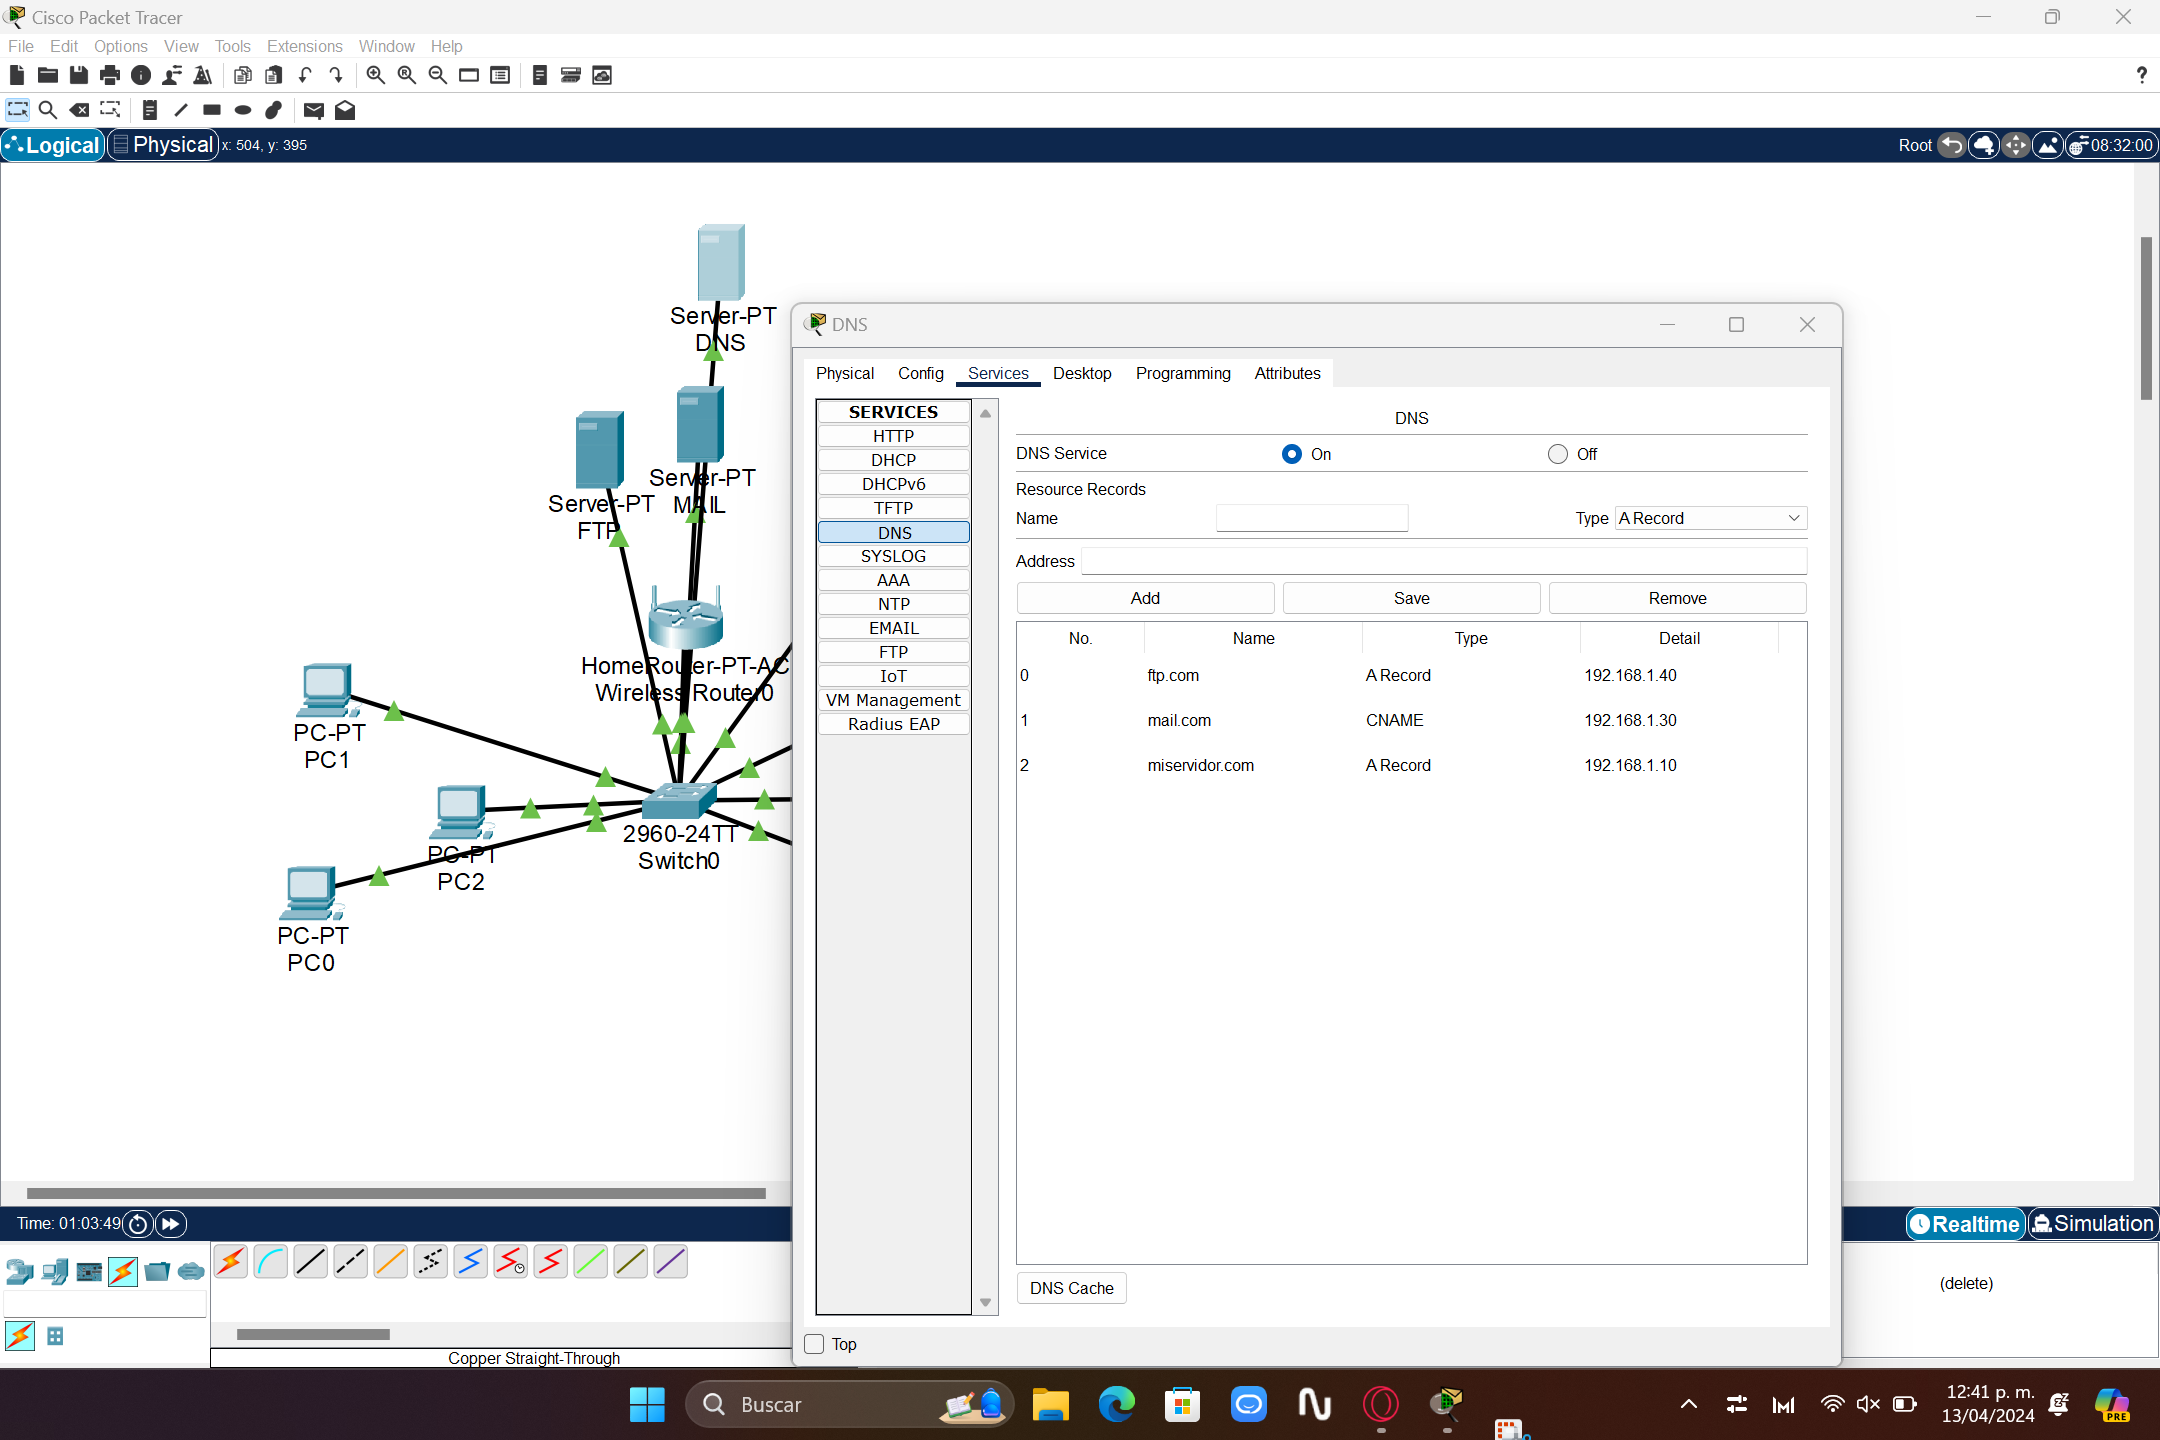 Cisco Packet Tracer
File Edit Options View Tools Extensions Window Help
?
Logical Physical x: 504, y: 395
Root 08:32:00
Server-PT
DNS
Server-PT
MAIL
Server-PT
FTP
HomeRouter-PT-AC
Wireless Router0
PC-PT
PC1
PC-PT
PC2
PC-PT
PC0
2960-24TT
Switch0
DNS
Physical Config Services Desktop Programming Attributes
SERVICES
HTTP
DHCP
DHCPv6
TFTP
DNS
SYSLOG
AAA
NTP
EMAIL
FTP
IoT
VM Management
Radius EAP
DNS
DNS Service On Off
Resource Records
Name Type A Record
Address
Add Save Remove
No. Name Type Detail
0 ftp.com A Record 192.168.1.40
1 mail.com CNAME 192.168.1.30
2 miservidor.com A Record 192.168.1.10
DNS Cache
Top
Time: 01:03:49
Realtime Simulation
(delete)
Copper Straight-Through
Buscar
12:41 p. m.
13/04/2024
PRE